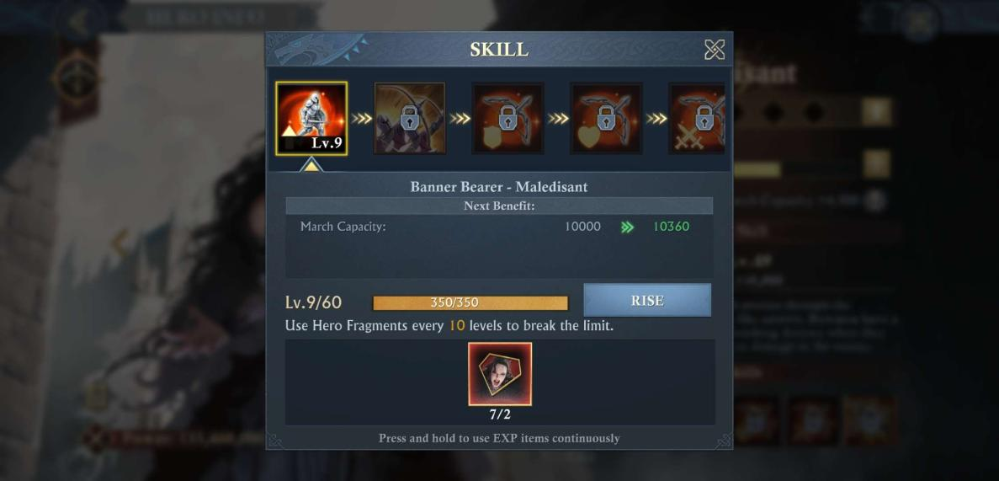 HERO INFO
SKILL
Lv.9
Banner Bearer - Maledisant
Next Benefit:
March Capacity: 10000 10360
Lv.9/60 350/350 RISE
Use Hero Fragments every 10 levels to break the limit.
7/2
Press and hold to use EXP items continuously